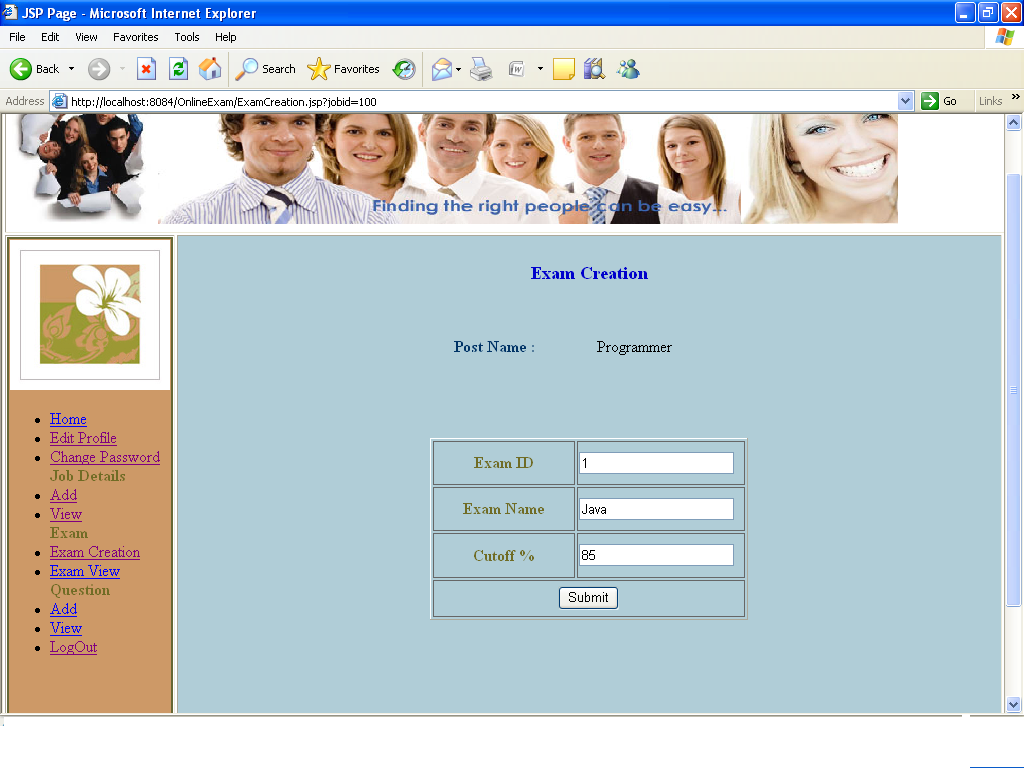 JSP Page - Microsoft Internet Explorer
File Edit View Favorites Tools Help
Back Search Favorites
Address http://localhost:8084/OnlineExam/ExamCreation.jsp?jobid=100 Go Links »
Finding the right people can be easy...
Exam Creation
Post Name : Programmer
Home
Edit Profile
Change Password
Job Details
Add
View
Exam
Exam Creation
Exam View
Question
Add
View
LogOut
Exam ID 1
Exam Name Java
Cutoff % 85
Submit